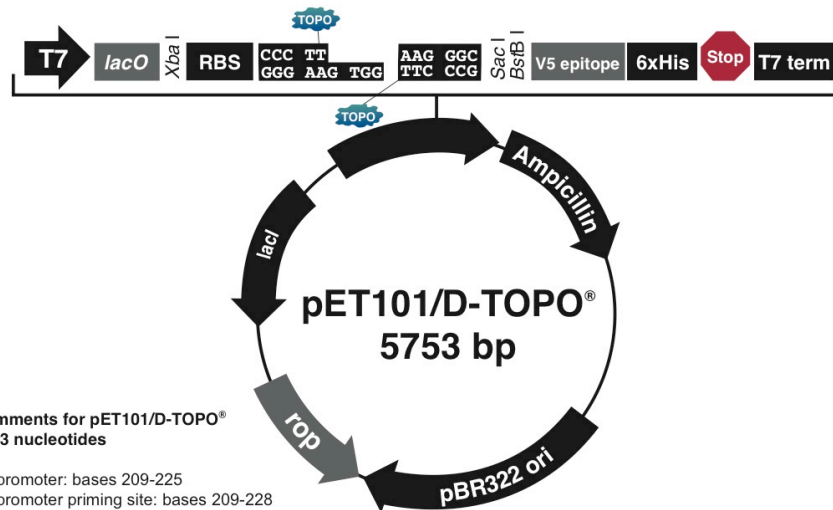 TOPO
T7 lacO Xba I RBS CCC TT AAG GGC Sac I BstB I V5 epitope 6xHis Stop T7 term
GGG AAG TGG TTC CCG
TOPO
Ampicillin
lacI
pET101/D-TOPO®
5753 bp
rop
pBR322 ori
mments for pET101/D-TOPO®
3 nucleotides
promoter: bases 209-225
promoter priming site: bases 209-228